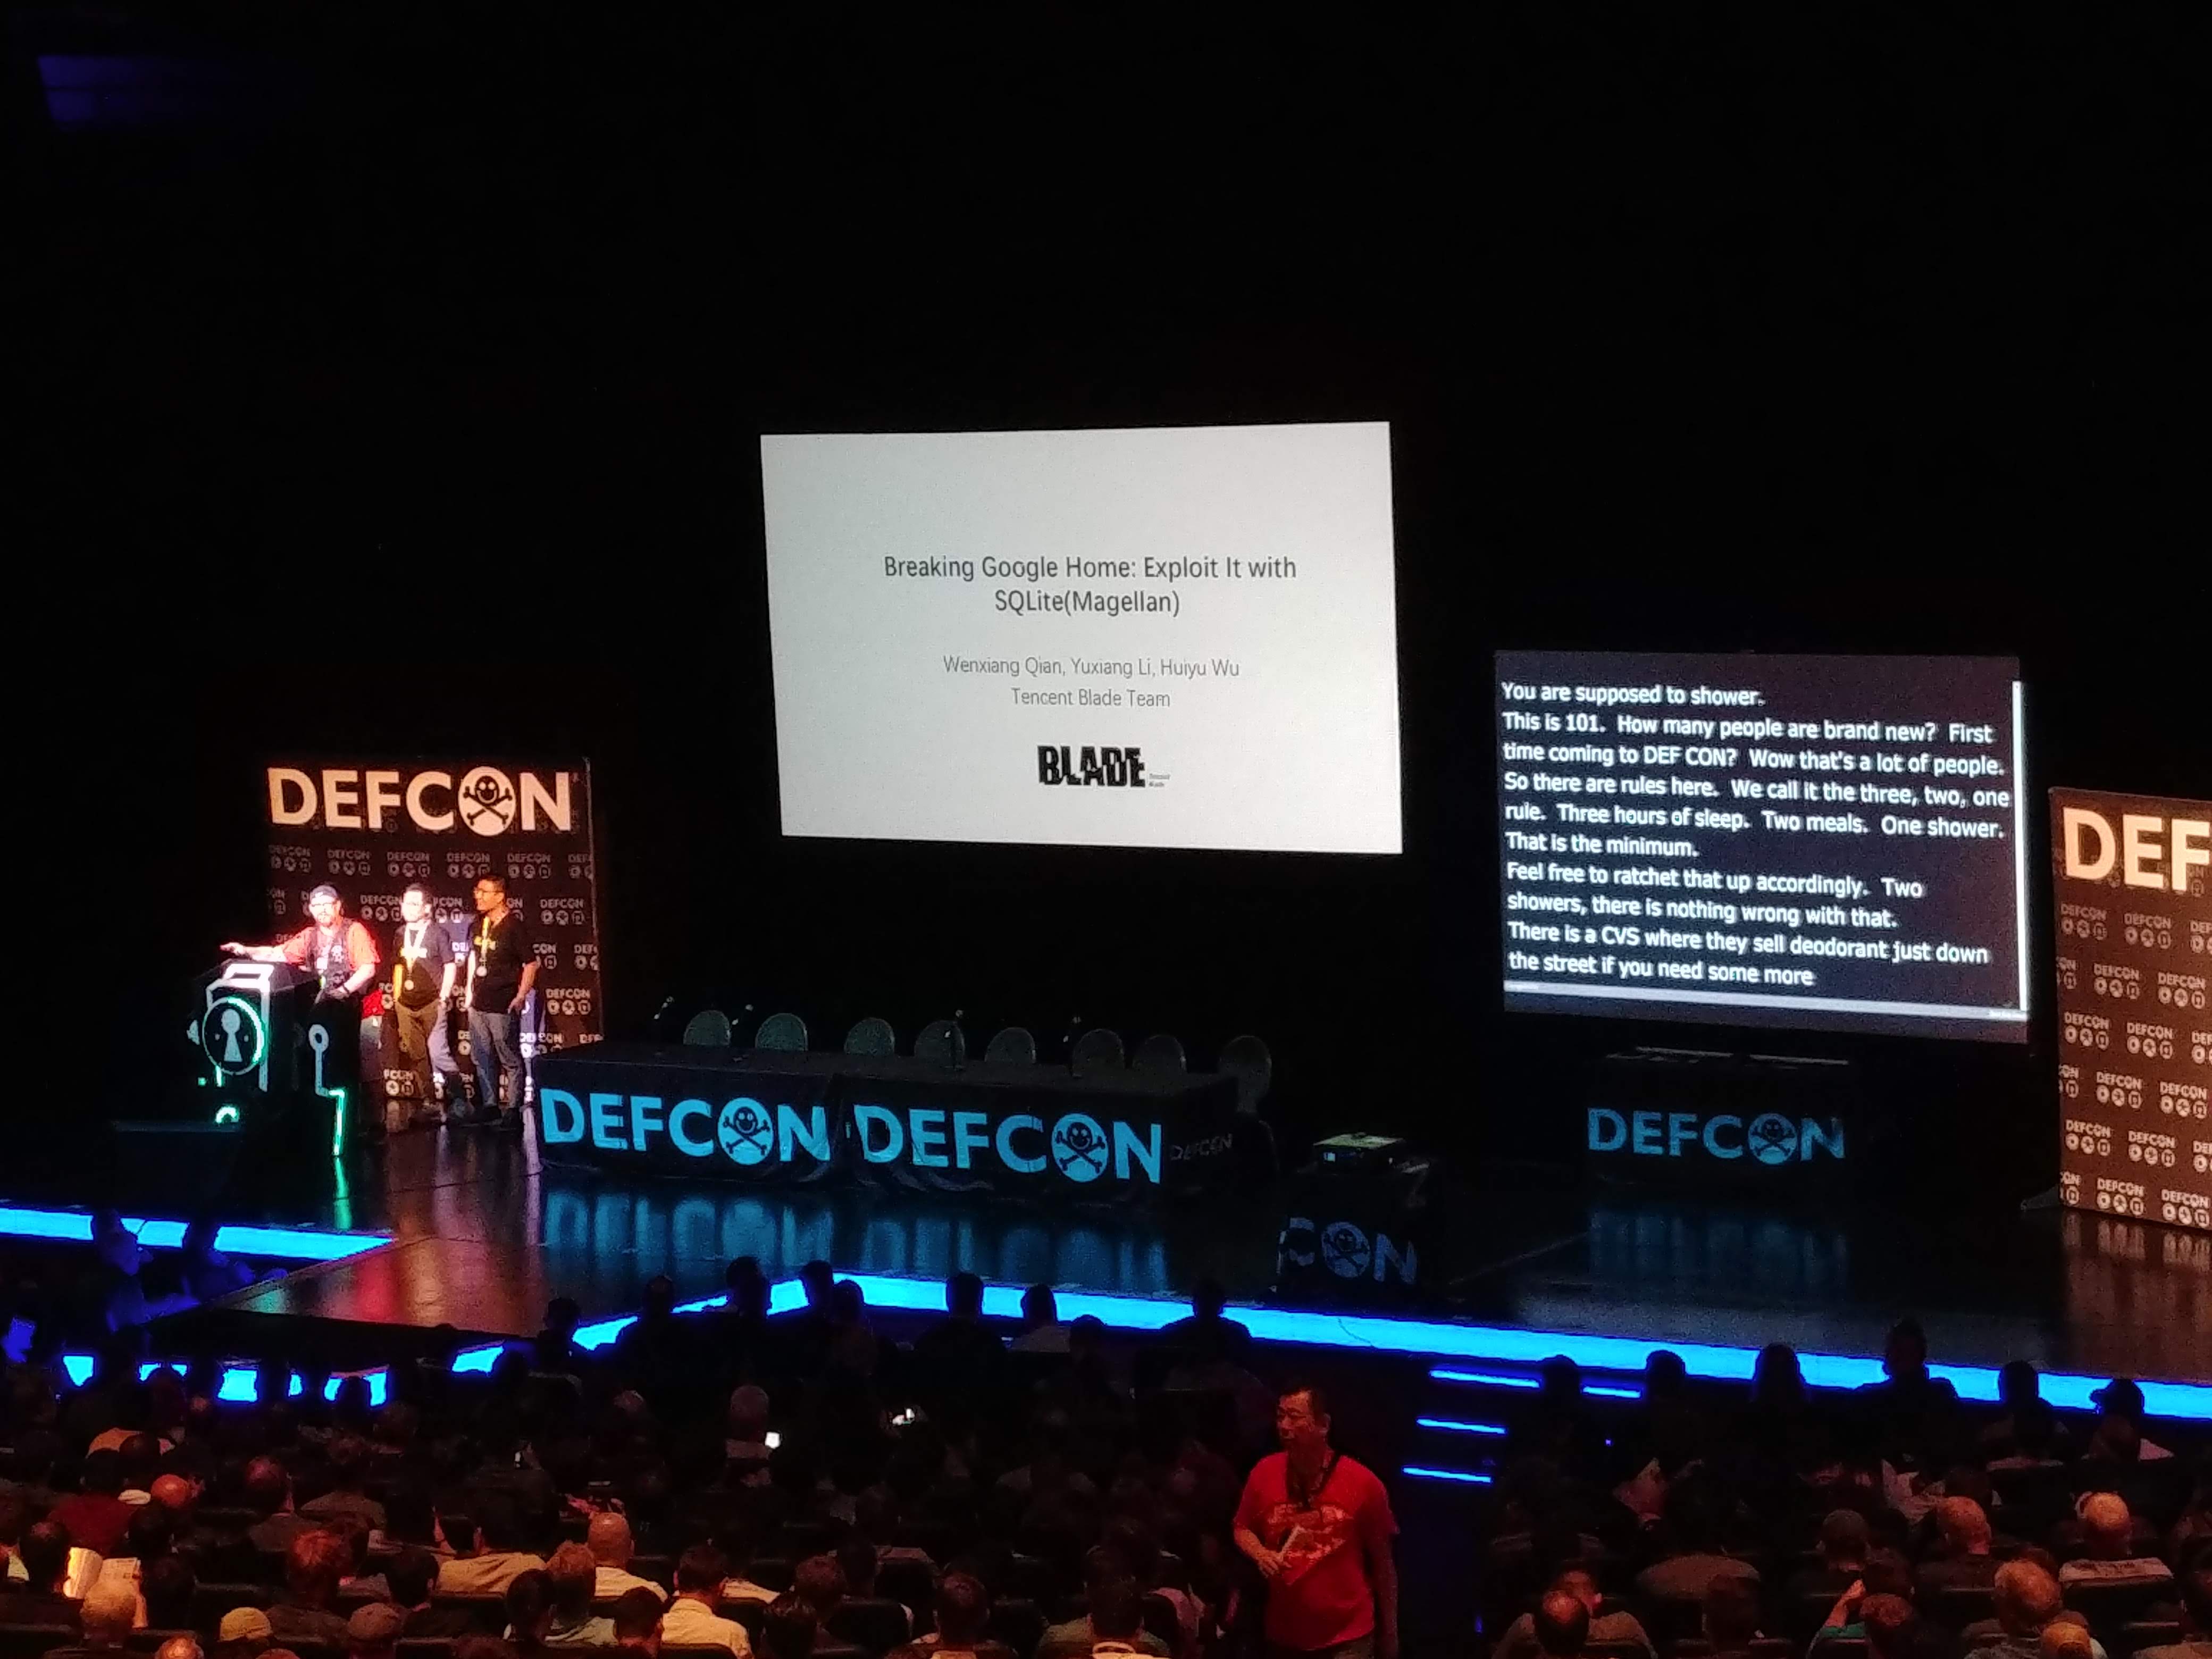 Breaking Google Home: Exploit It with
SQLite(Magellan)
Wenxiang Qian, Yuxiang Li, Huiyu Wu
Tencent Blade Team
BLADE
You are supposed to shower.
This is 101. How many people are brand new? First
time coming to DEF CON? Wow that's a lot of people.
So there are rules here. We call it the three, two, one
rule. Three hours of sleep. Two meals. One shower.
That is the minimum.
Feel free to ratchet that up accordingly. Two
showers, there is nothing wrong with that.
There is a CVS where they sell deodorant just down
the street if you need some more
DEFCON
DEF
DEFCON DEFCON DEFCON
DEFCON
CON